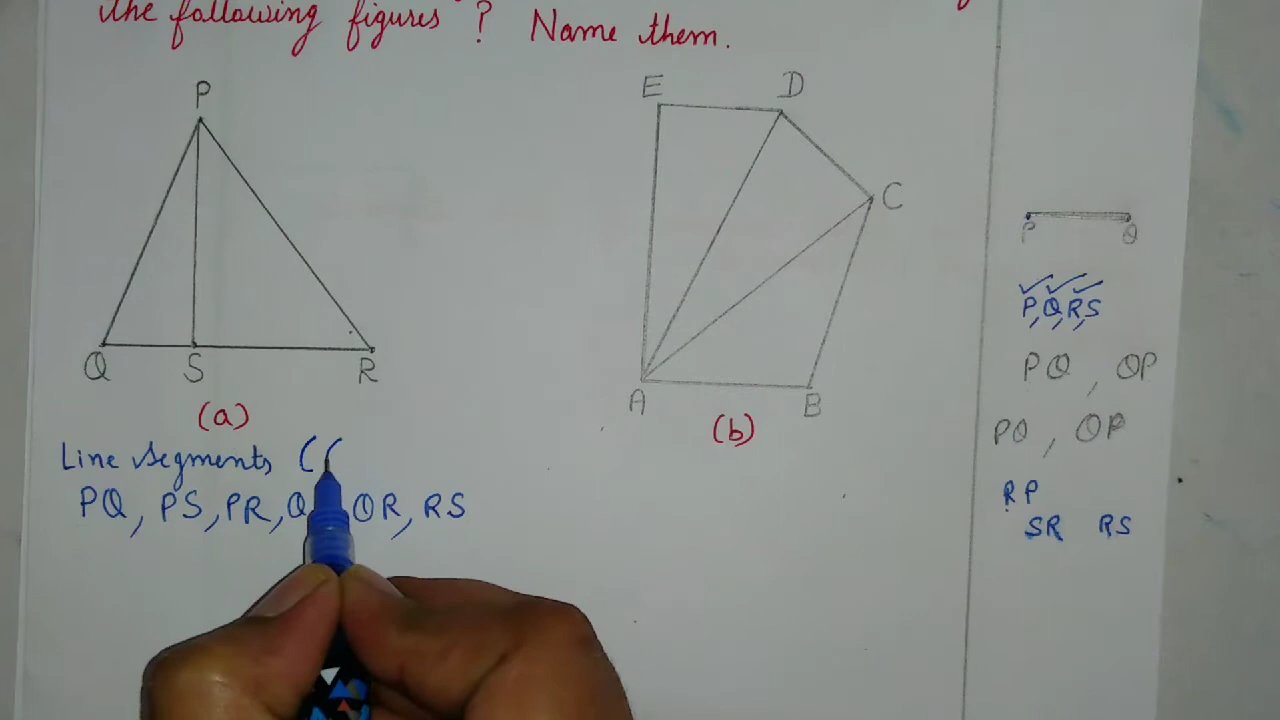 the following figures ? Name them.
P
Q S R
(a)
E D
C
A B
(b)
Line segments ((
PQ, PS, PR, Q QR, RS
P Q
P, Q, R, S
PQ , QP
PQ , QP
RP
SR RS